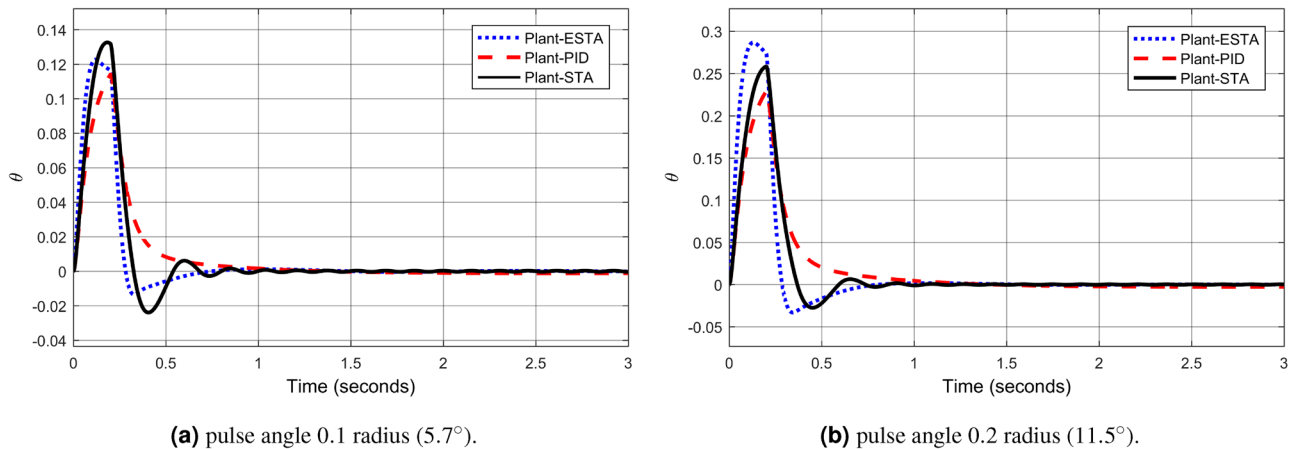 0.14
0.12
0.1
0.08
0.06
0.04
0.02
0
-0.02
-0.04
θ
0
0.5
1
1.5
2
2.5
3
Time (seconds)
Plant-ESTA
Plant-PID
Plant-STA
(a) pulse angle 0.1 radius (5.7°).
0.3
0.25
0.2
0.15
0.1
0.05
0
-0.05
θ
0
0.5
1
1.5
2
2.5
3
Time (seconds)
Plant-ESTA
Plant-PID
Plant-STA
(b) pulse angle 0.2 radius (11.5°).